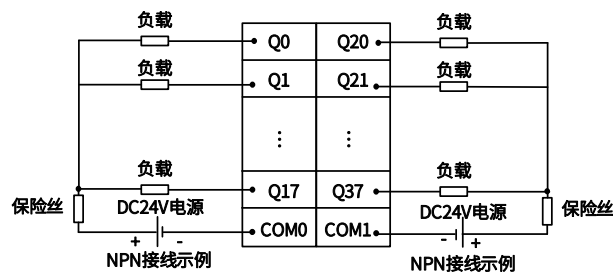 负载 Q0 Q20 负载
负载 Q1 Q21 负载
负载 Q17 Q37 负载
保险丝 DC24V电源 COM0 COM1 DC24V电源 保险丝
+ - - +
NPN接线示例 NPN接线示例